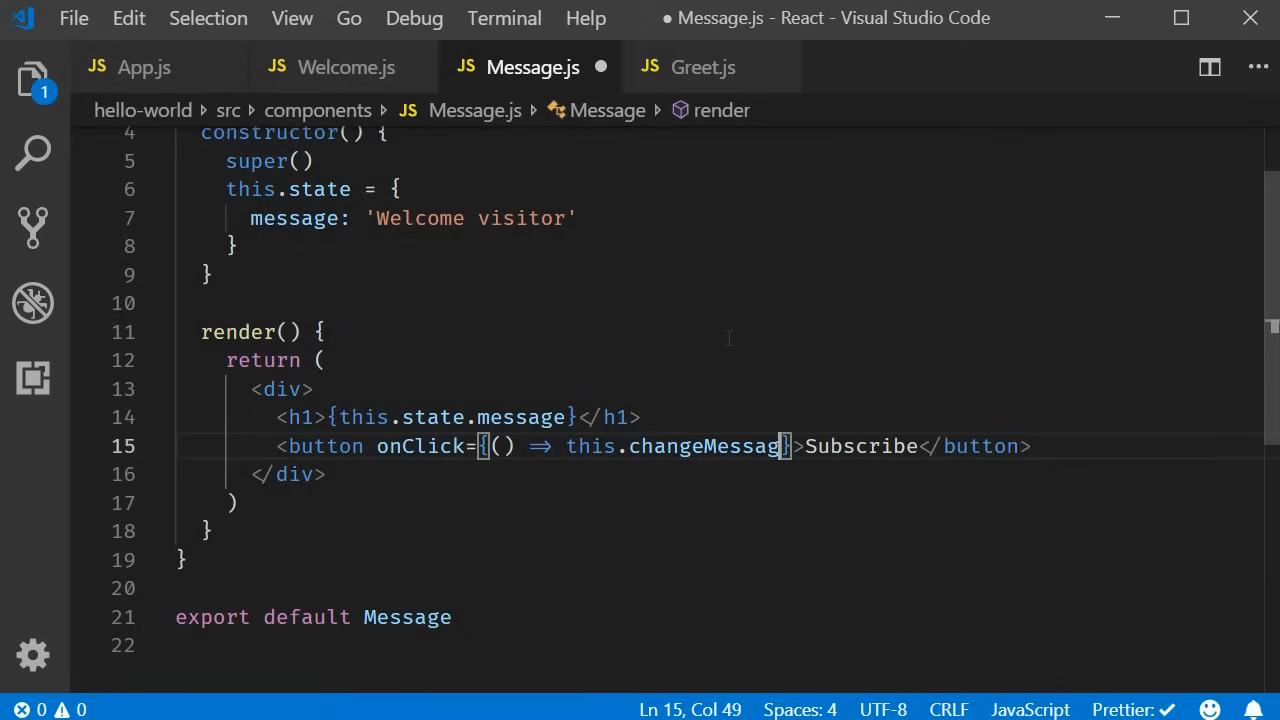 File Edit Selection View Go Debug Terminal Help ● Message.js - React - Visual Studio Code
JS App.js JS Welcome.js JS Message.js ● JS Greet.js
1
hello-world › src › components › JS Message.js › Message › render
4 constructor() {
5 super()
6 this.state = {
7 message: 'Welcome visitor'
8 }
9 }
10
11 render() {
12 return (
13 <div>
14 <h1>{this.state.message}</h1>
15 <button onClick={() => this.changeMessag}>Subscribe</button>
16 </div>
17 )
18 }
19 }
20
21 export default Message
22
0 0 Ln 15, Col 49 Spaces: 4 UTF-8 CRLF JavaScript Prettier: ✓